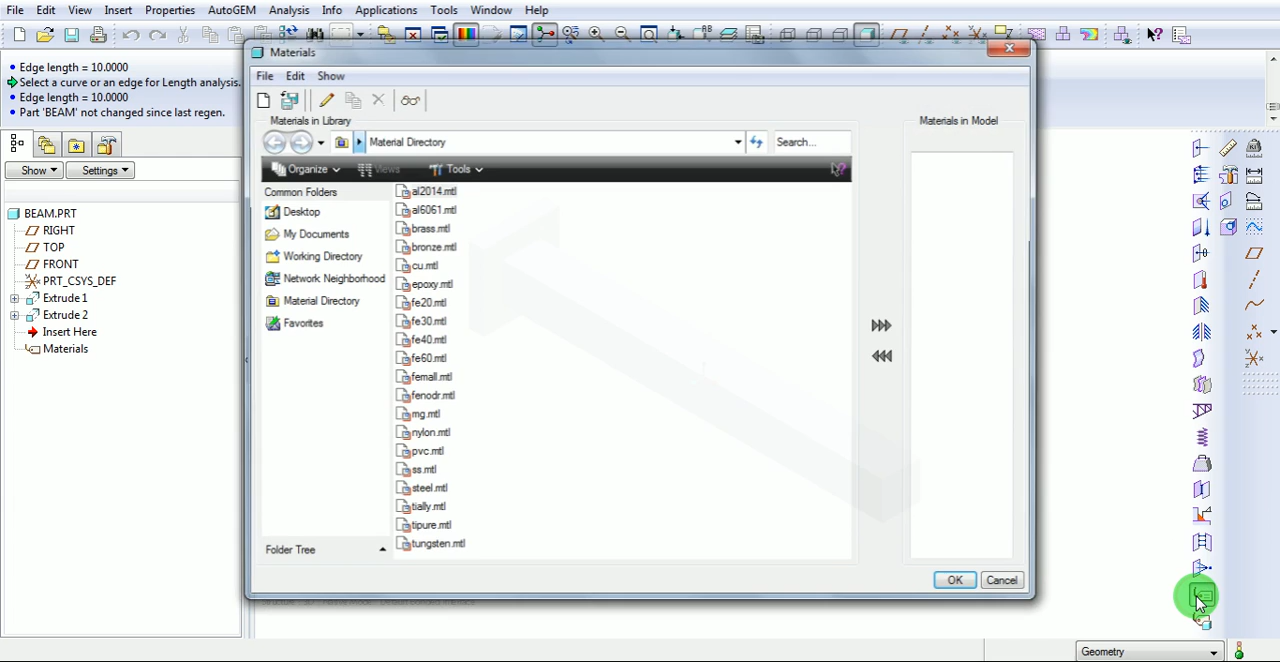 File Edit View Insert Properties AutoGEM Analysis Info Applications Tools Window Help
• Edge length = 10.0000
Select a curve or an edge for Length analysis.
• Edge length = 10.0000
• Part 'BEAM' not changed since last regen.
Show Settings
BEAM.PRT
RIGHT
TOP
FRONT
PRT_CSYS_DEF
Extrude 1
Extrude 2
Insert Here
Materials
Materials
File Edit Show
Materials in Library
Material Directory
Search...
Organize Views Tools
Common Folders
Desktop
My Documents
Working Directory
Network Neighborhood
Material Directory
Favorites
Folder Tree
al2014.mtl
al6061.mtl
brass.mtl
bronze.mtl
cu.mtl
epoxy.mtl
fe20.mtl
fe30.mtl
fe40.mtl
fe60.mtl
femall.mtl
fenodr.mtl
mg.mtl
nylon.mtl
pvc.mtl
ss.mtl
steel.mtl
tially.mtl
tipure.mtl
tungsten.mtl
Materials in Model
OK Cancel
Geometry